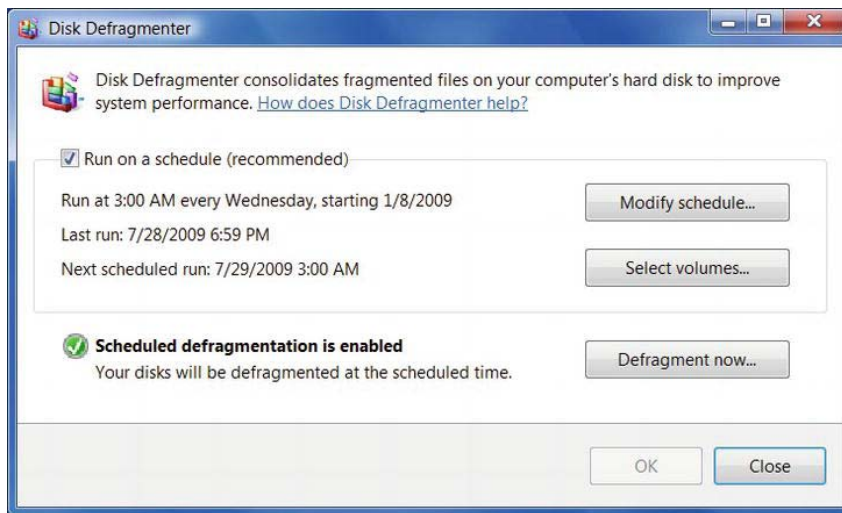 Disk Defragmenter
Disk Defragmenter consolidates fragmented files on your computer's hard disk to improve
system performance. How does Disk Defragmenter help?
Run on a schedule (recommended)
Run at 3:00 AM every Wednesday, starting 1/8/2009
Modify schedule...
Last run: 7/28/2009 6:59 PM
Next scheduled run: 7/29/2009 3:00 AM
Select volumes...
Scheduled defragmentation is enabled
Your disks will be defragmented at the scheduled time.
Defragment now...
OK
Close